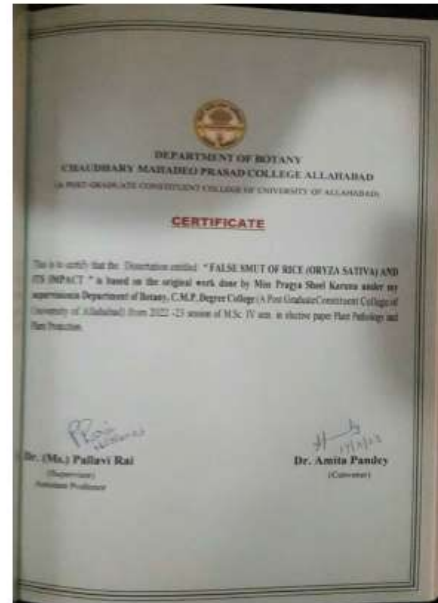 DEPARTMENT OF BOTANY
CHAUDHARY MAHADEO PRASAD COLLEGE ALLAHABAD
(A POST GRADUATE CONSTITUENT COLLEGE OF UNIVERSITY OF ALLAHABAD)
CERTIFICATE
This is to certify that the Dissertation entitled "FALSE SMUT OF RICE (ORYZA SATIVA) AND
ITS IMPACT" is based on the original work done by Miss Pragya Sheel Karuna under my
supervisionin Department of Botany, C.M.P. Degree College (A Post GraduateConstituent College of
University of Allahabad) from 2022 -23 session of M.Sc. IV sem. in elective paper Plant Pathology and
Plant Protection.
Dr. (Ms.) Pallavi Rai
(Supervisor)
Assistant Professor
Dr. Amita Pandey
(Convener)